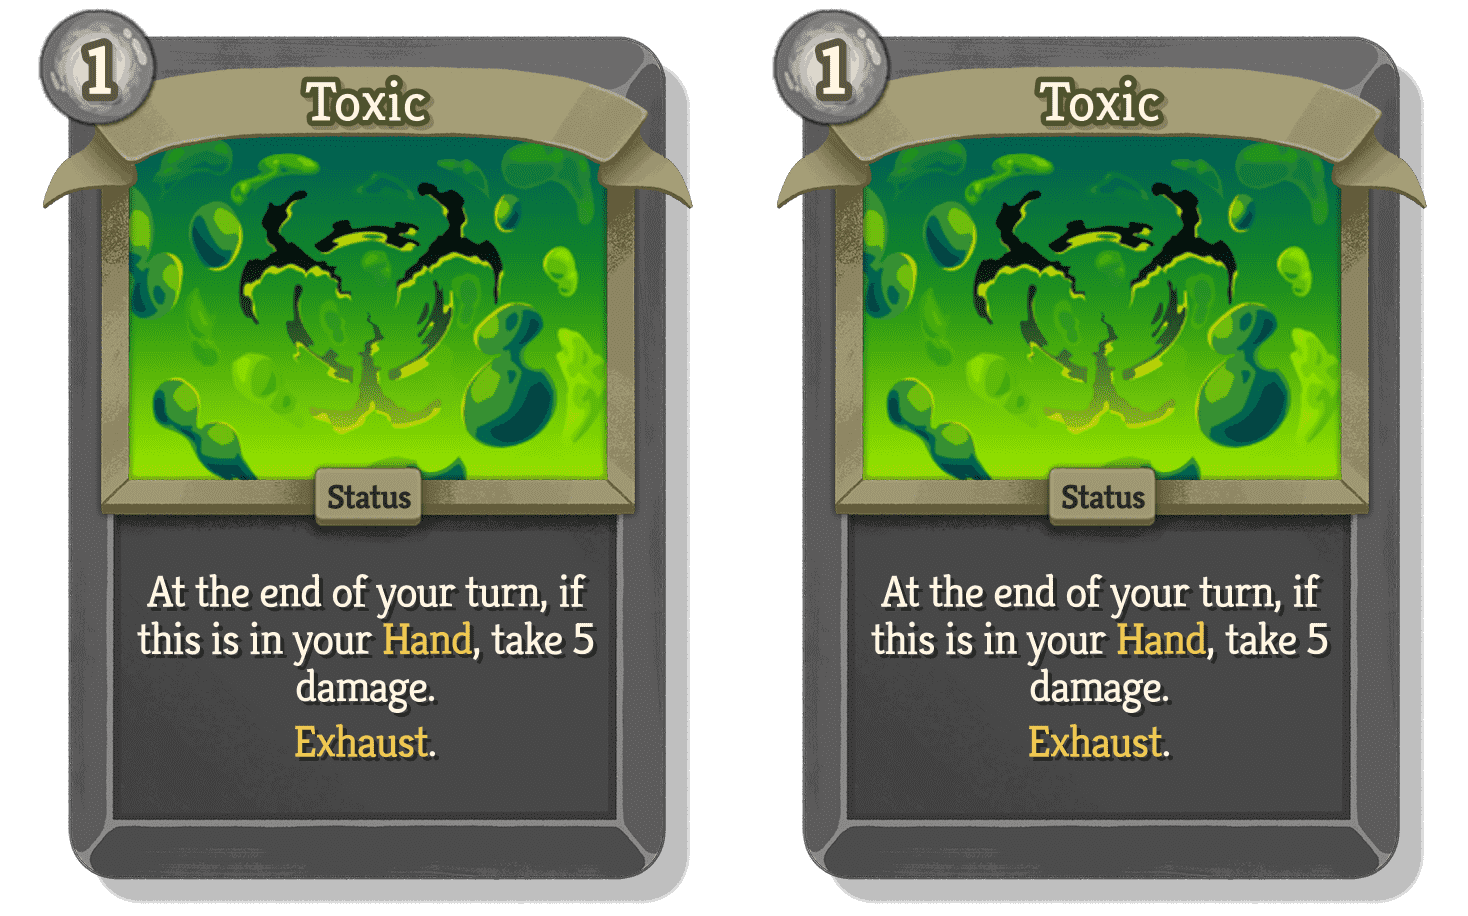 1
Toxic
Status
At the end of your turn, if
this is in your Hand, take 5
damage.
Exhaust.
1
Toxic
Status
At the end of your turn, if
this is in your Hand, take 5
damage.
Exhaust.